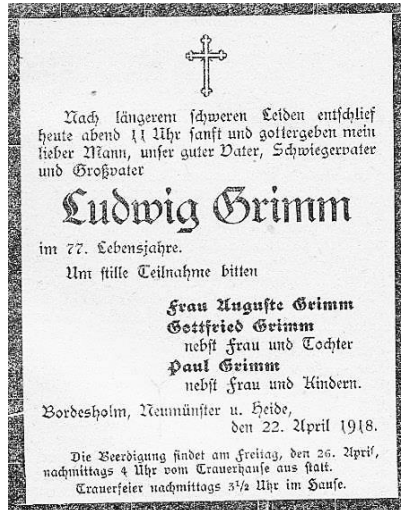 Nach längerem schweren Leiden entschlief
heute abend 11 Uhr sanft und gottergeben mein
lieber Mann, unser guter Vater, Schwiegervater
und Großvater
Ludwig Grimm
im 77. Lebensjahre.
Um stille Teilnahme bitten
Frau Auguste Grimm
Gottfried Grimm
nebst Frau und Tochter
Paul Grimm
nebst Frau und Kindern.
Bordesholm, Neumünster u. Heide,
den 22. April 1918.
Die Beerdigung findet am Freitag, den 26. April,
nachmittags 4 Uhr vom Trauerhause aus statt.
Trauerfeier nachmittags 3½ Uhr im Hause.